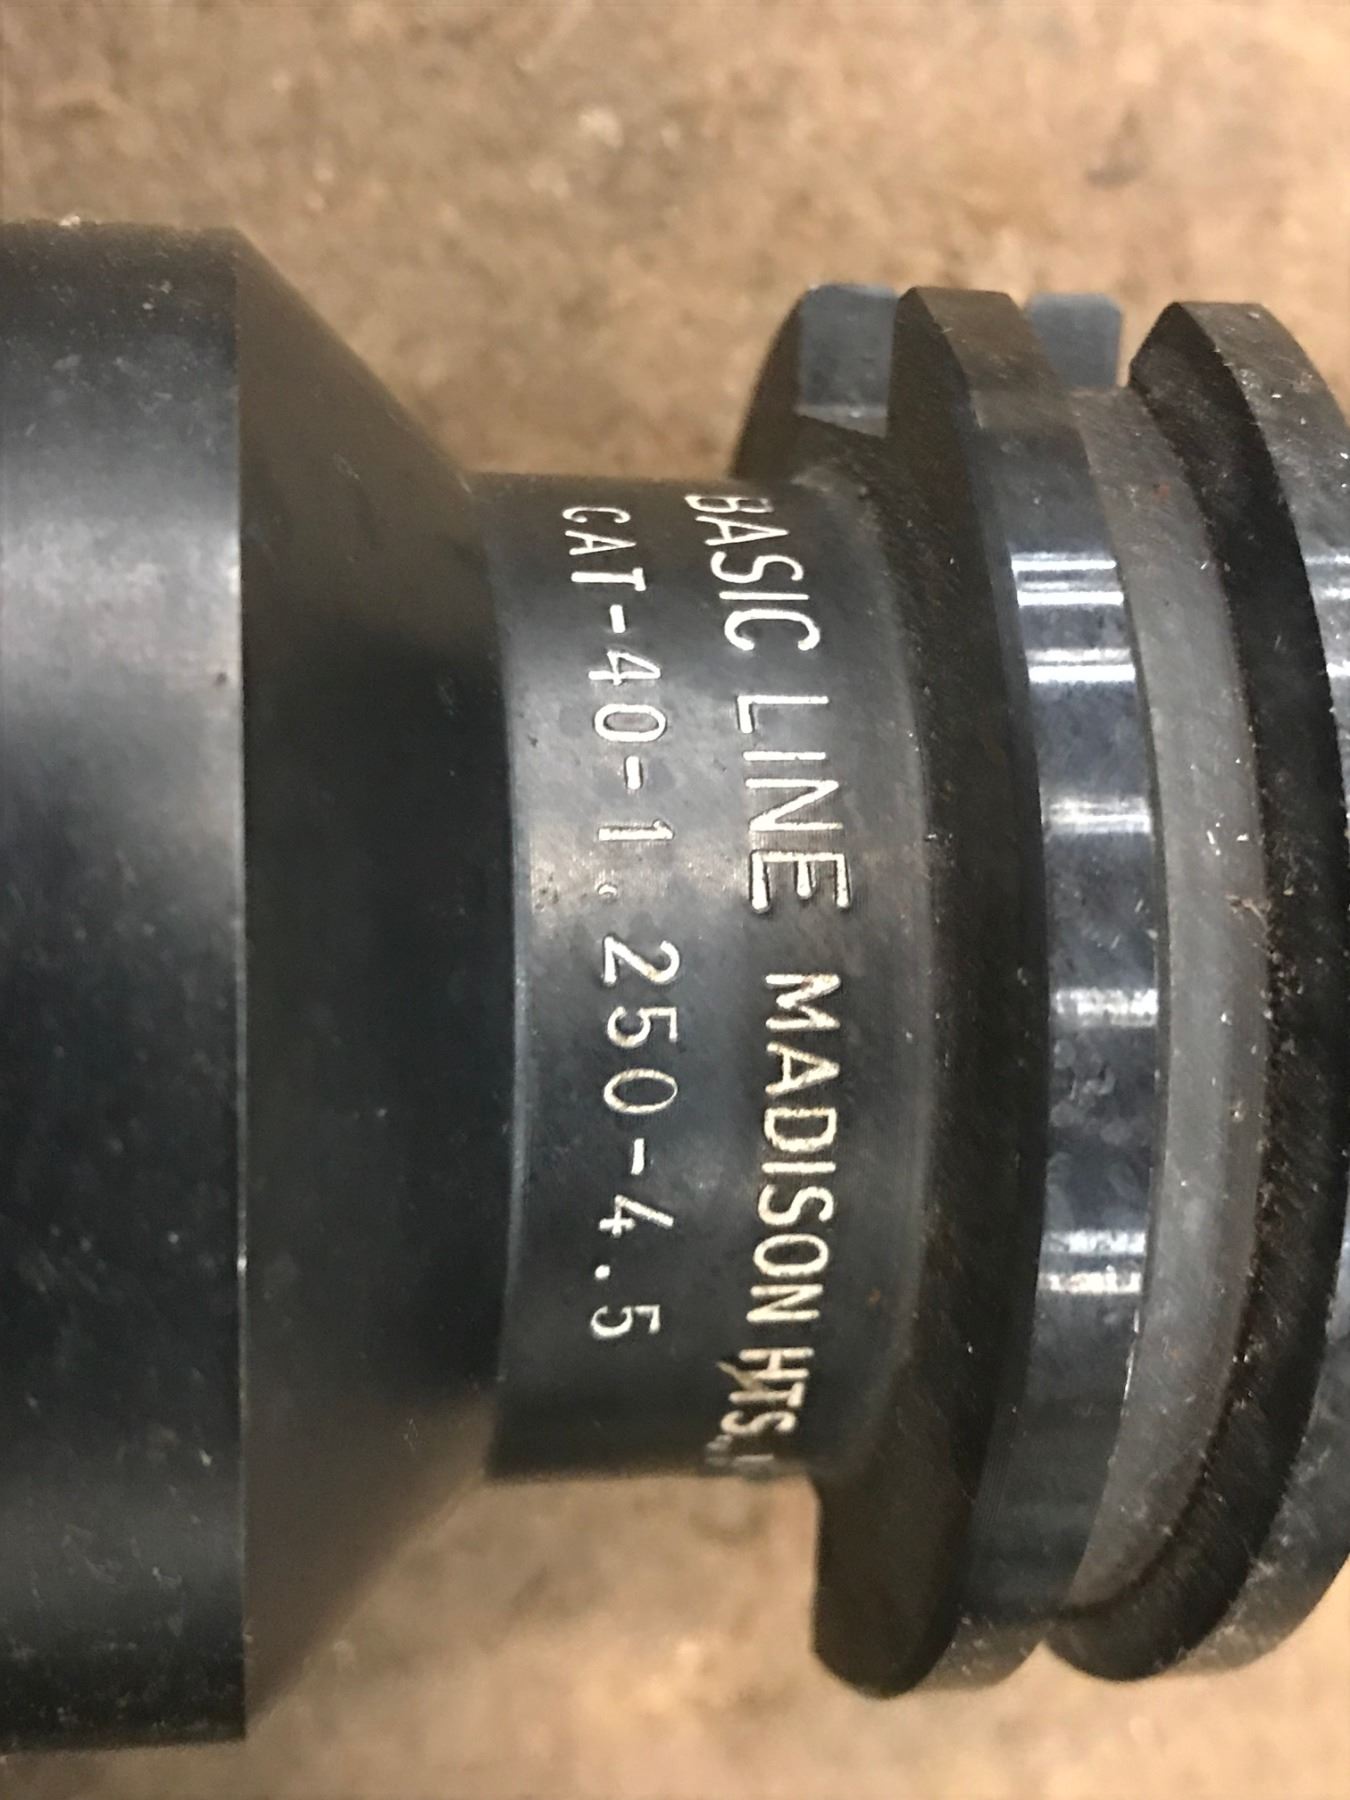 BASIC LINE MADISON HTS.
CAT-40-1.250-4.5